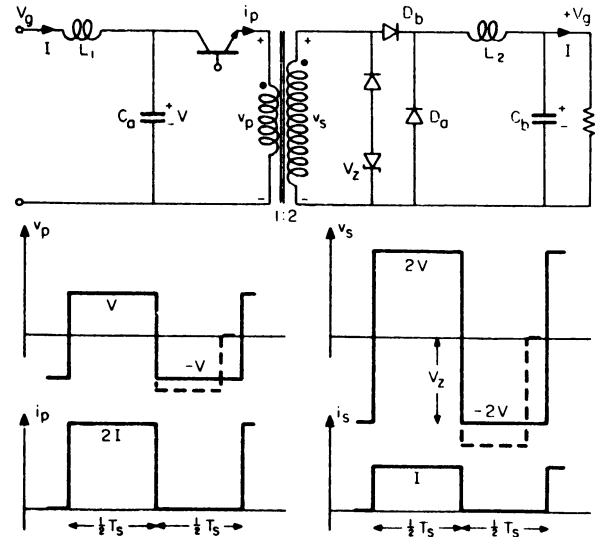 V_g I L_1 i_p D_b L_2 +V_g I
+ + +
C_a + - V v_p v_s V_z D_a C_b + -
- -
1:2
v_p v_s
V 2V
-V V_z -2V
i_p i_s
2I I
½ T_s ½ T_s ½ T_s ½ T_s